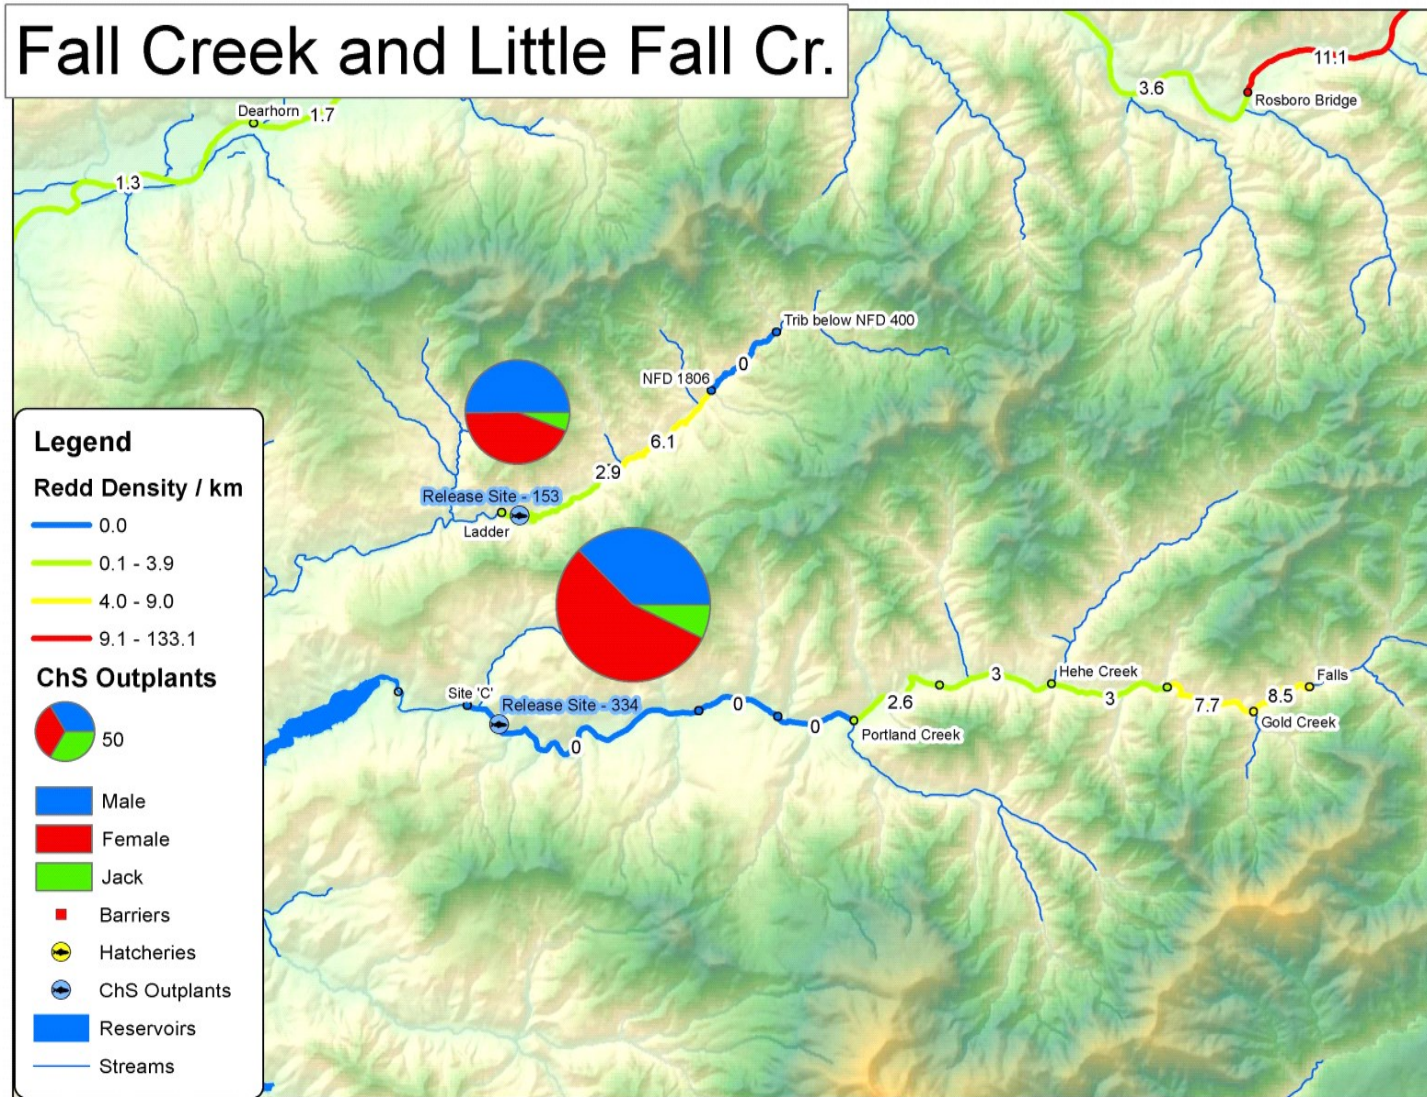 Fall Creek and Little Fall Cr.
11.1
3.6
Rosboro Bridge
Dearhorn
1.7
1.3
Trib below NFD 400
0
NFD 1806
6.1
2.9
Release Site - 153
Ladder
Legend
Redd Density / km
0.0
0.1 - 3.9
4.0 - 9.0
9.1 - 133.1
ChS Outplants
50
Male
Female
Jack
Barriers
Hatcheries
ChS Outplants
Reservoirs
Streams
Site 'C'
Release Site - 334
0
0
0
Portland Creek
2.6
3
Hehe Creek
3
7.7
8.5
Falls
Gold Creek